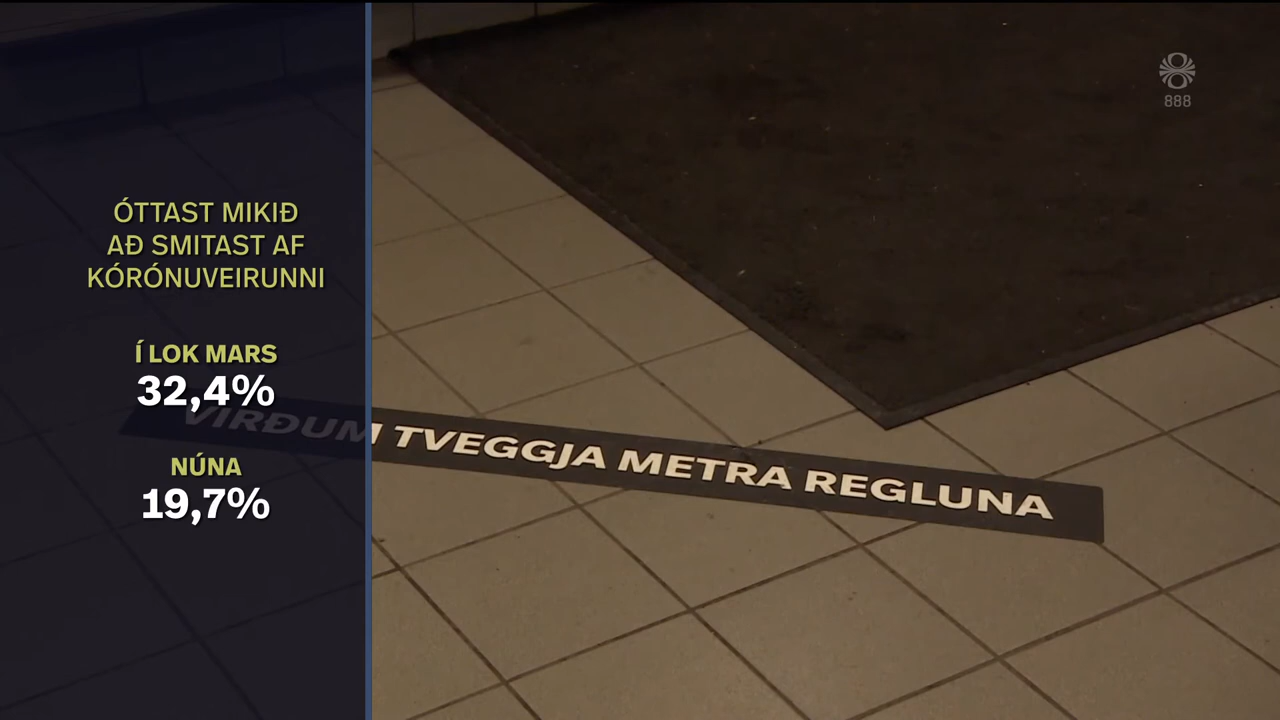 ÓTTAST MIKIÐ
AÐ SMITAST AF
KÓRÓNUVEIRUNNI
Í LOK MARS
32,4%
NÚNA
19,7%
VIRÐUM TVEGGJA METRA REGLUNA
888